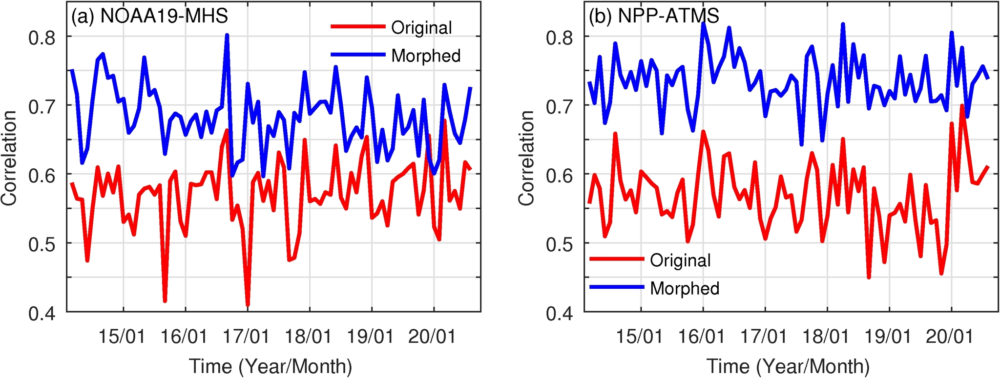 (a) NOAA19-MHS
Original
Morphed
0.8
0.7
0.6
0.5
0.4
Correlation
15/01 16/01 17/01 18/01 19/01 20/01
Time (Year/Month)
(b) NPP-ATMS
0.8
0.7
0.6
0.5
0.4
Correlation
Original
Morphed
15/01 16/01 17/01 18/01 19/01 20/01
Time (Year/Month)